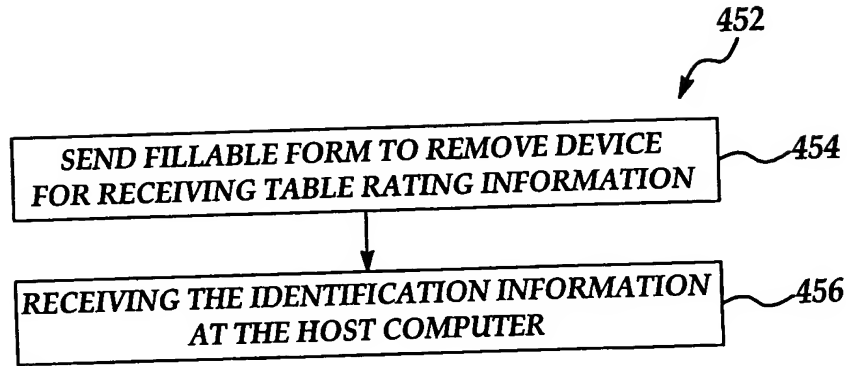 452
SEND FILLABLE FORM TO REMOVE DEVICE
FOR RECEIVING TABLE RATING INFORMATION
454
RECEIVING THE IDENTIFICATION INFORMATION
AT THE HOST COMPUTER
456